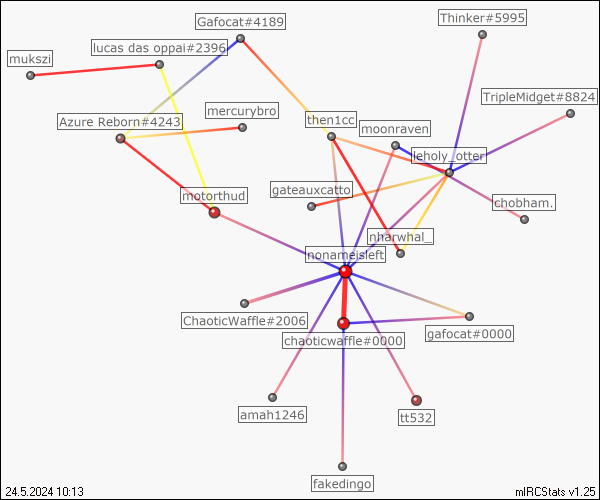 Thinker#5995
Gafocat#4189
lucas das oppai#2396
mukszi
TripleMidget#8824
mercurybro
Azure Reborn#4243
then1cc
moonraven
leholy_otter
gateauxcatto
motorthud
chobham.
nharwhal_
nonameisleft
ChaoticWaffle#2006
gafocat#0000
chaoticwaffle#0000
amah1246
tt532
fakedingo
24.5.2024 10:13
mIRCStats v1.25